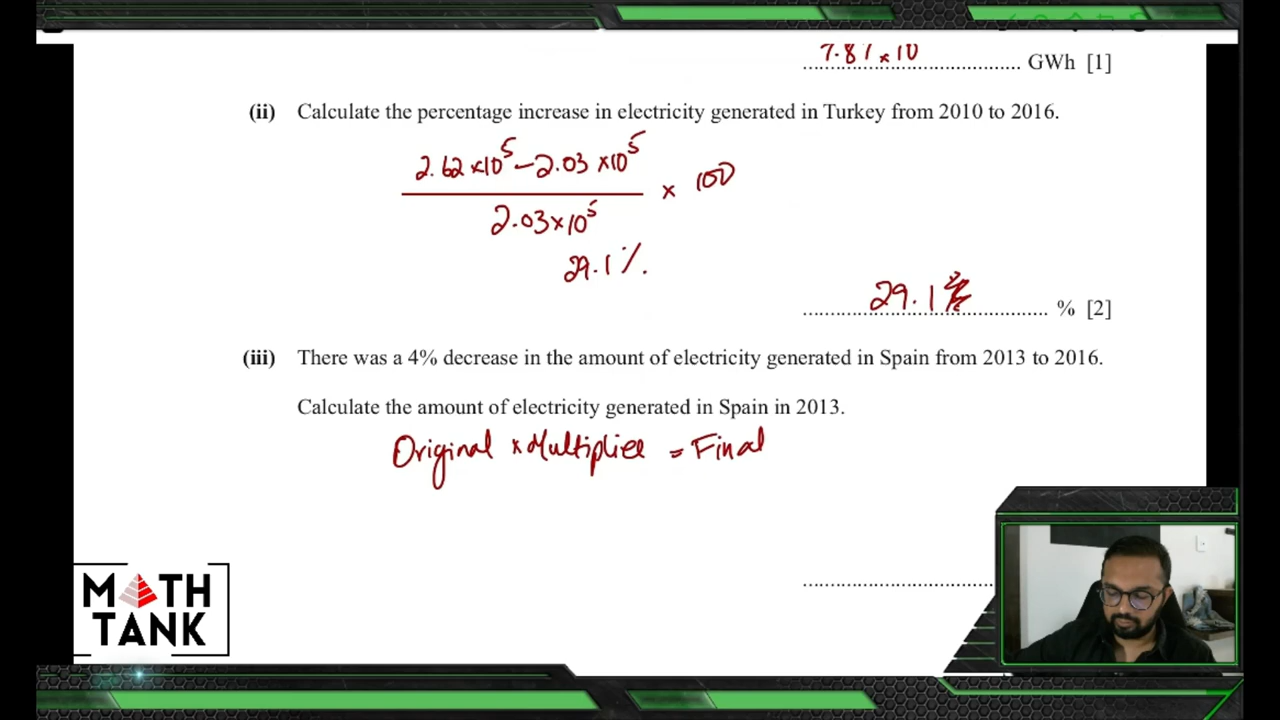 7.87 × 10
GWh [1]
(ii) Calculate the percentage increase in electricity generated in Turkey from 2010 to 2016.
2.62 × 10⁵ − 2.03 × 10⁵
× 100
2.03 × 10⁵
29.1%.
29.1 % [2]
(iii) There was a 4% decrease in the amount of electricity generated in Spain from 2013 to 2016.
Calculate the amount of electricity generated in Spain in 2013.
Original × Multiplier = Final
MATH
TANK